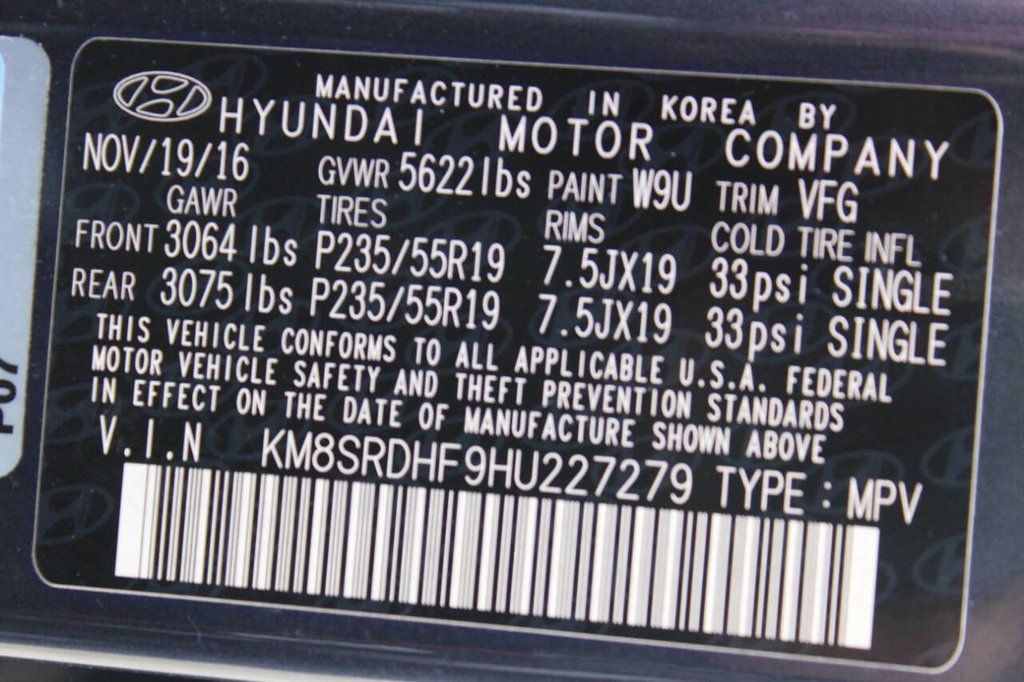 MANUFACTURED IN KOREA BY
HYUNDAI MOTOR COMPANY
NOV/19/16 GVWR 5622lbs PAINT W9U TRIM VFG
GAWR TIRES RIMS COLD TIRE INFL
FRONT 3064 lbs P235/55R19 7.5JX19 33psi SINGLE
REAR 3075 lbs P235/55R19 7.5JX19 33psi SINGLE
THIS VEHICLE CONFORMS TO ALL APPLICABLE U.S.A. FEDERAL
MOTOR VEHICLE SAFETY AND THEFT PREVENTION STANDARDS
IN EFFECT ON THE DATE OF MANUFACTURE SHOWN ABOVE
V.I.N KM8SRDHF9HU227279 TYPE : MPV
P07